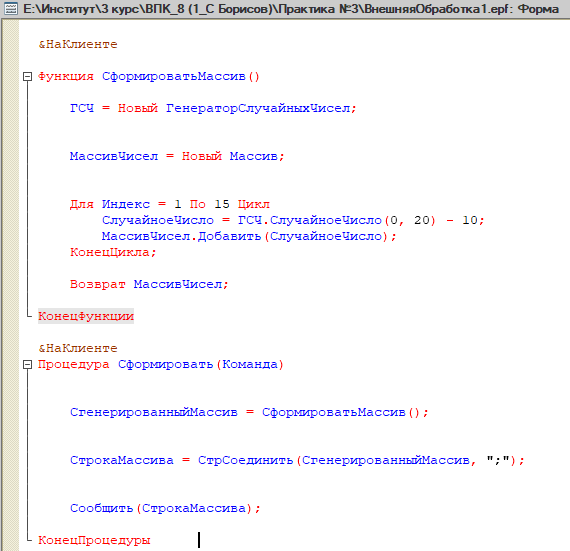 E:\Институт\3 курс\ВПК_8 (1_С Борисов)\Практика №3\ВнешняяОбработка1.epf: Форма
&НаКлиенте
Функция СформироватьМассив()
ГСЧ = Новый ГенераторСлучайныхЧисел;
МассивЧисел = Новый Массив;
Для Индекс = 1 По 15 Цикл
СлучайноеЧисло = ГСЧ.СлучайноеЧисло(0, 20) - 10;
МассивЧисел.Добавить(СлучайноеЧисло);
КонецЦикла;
Возврат МассивЧисел;
КонецФункции
&НаКлиенте
Процедура Сформировать(Команда)
СгенерированныйМассив = СформироватьМассив();
СтрокаМассива = СтрСоединить(СгенерированныйМассив, ";");
Сообщить(СтрокаМассива);
КонецПроцедуры